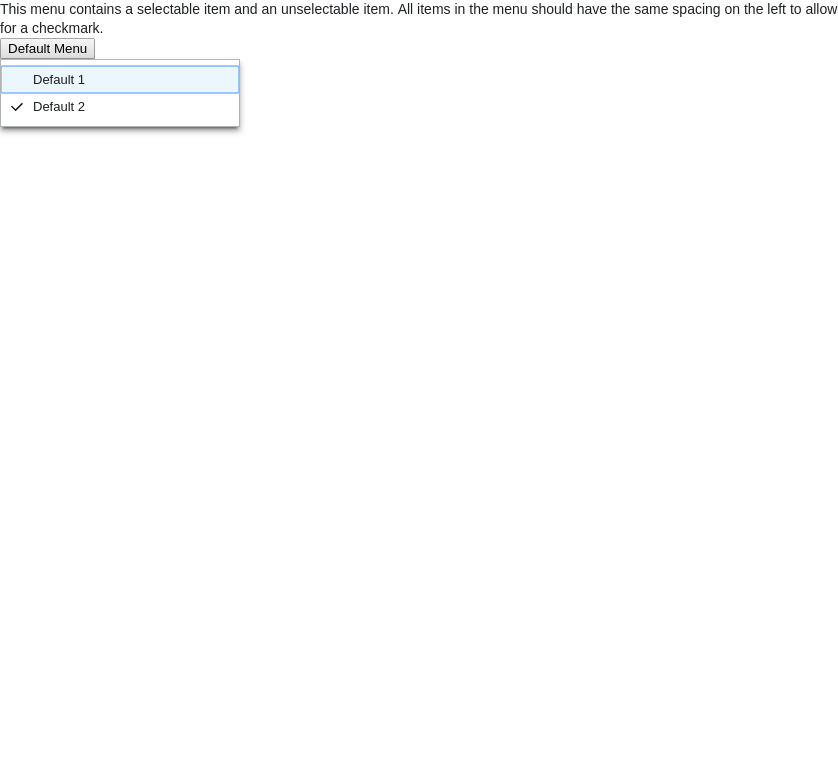 This menu contains a selectable item and an unselectable item. All items in the menu should have the same spacing on the left to allow
for a checkmark.
Default Menu
Default 1
Default 2